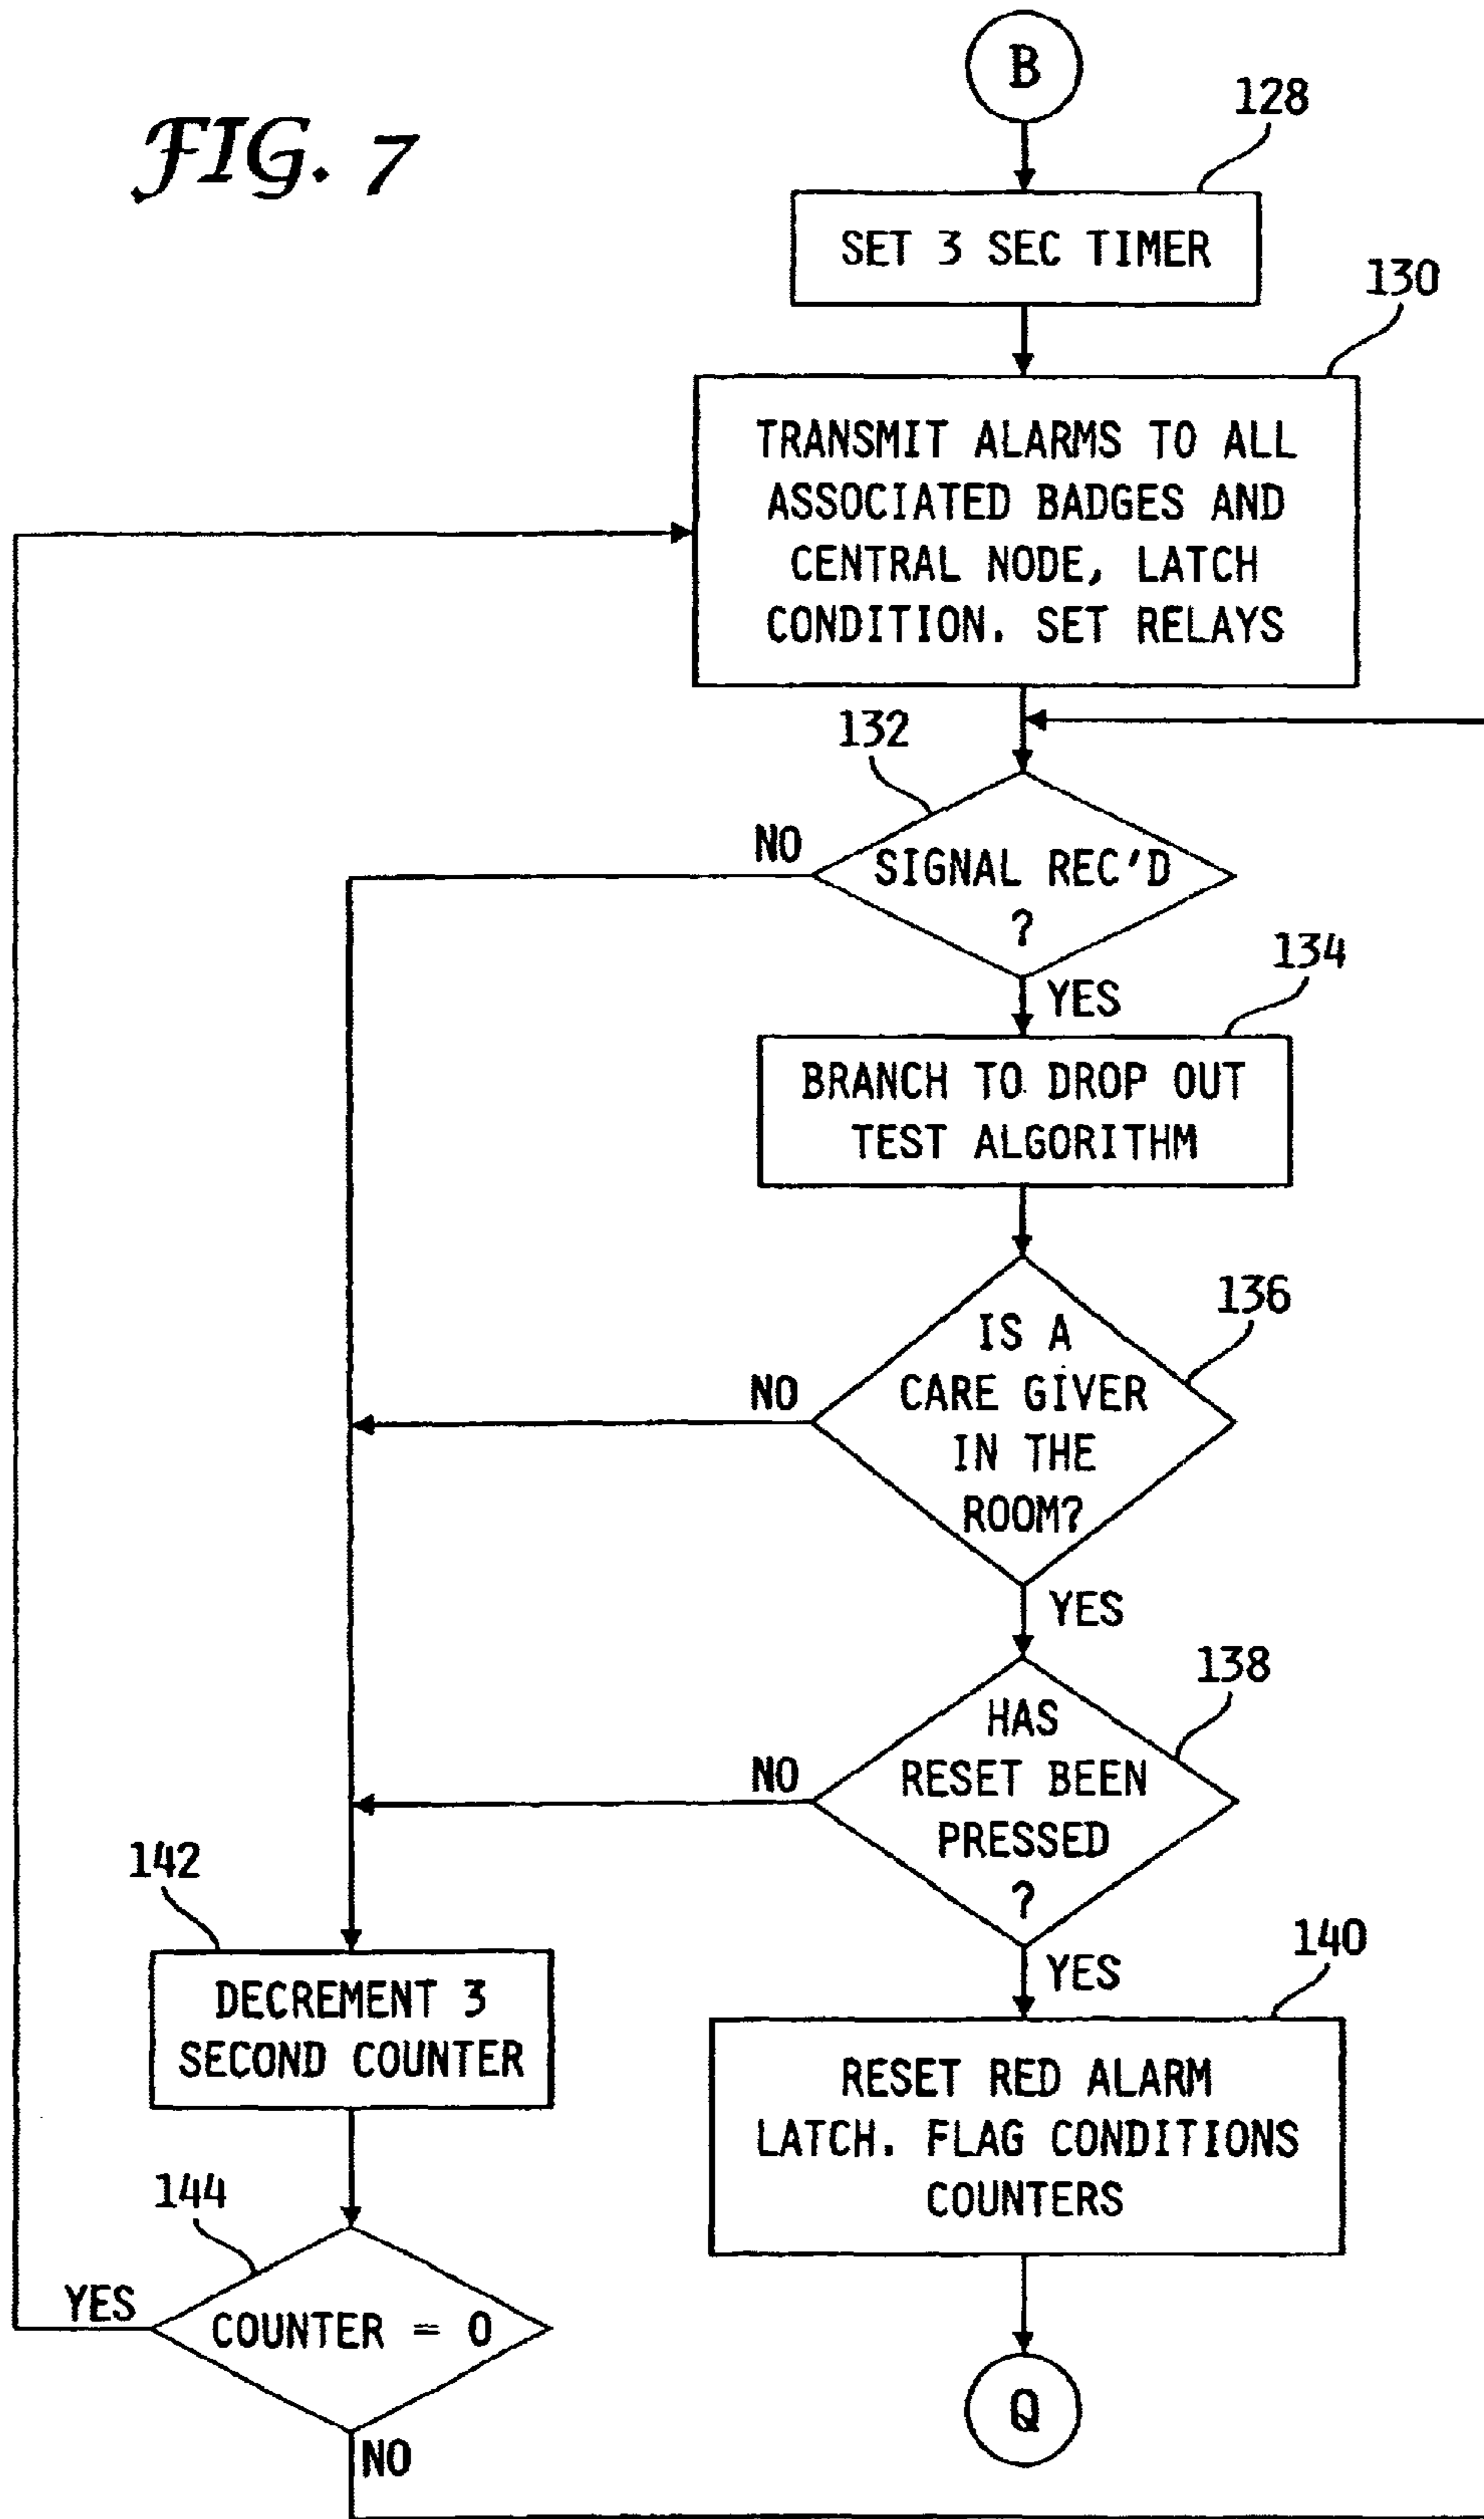 FIG. 7
B
128
SET 3 SEC TIMER
130
TRANSMIT ALARMS TO ALL
ASSOCIATED BADGES AND
CENTRAL NODE, LATCH
CONDITION. SET RELAYS
132
NO
SIGNAL REC'D
?
YES
134
BRANCH TO DROP OUT
TEST ALGORITHM
136
NO
IS A
CARE GIVER
IN THE
ROOM?
YES
138
NO
HAS
RESET BEEN
PRESSED
?
YES
140
RESET RED ALARM
LATCH. FLAG CONDITIONS
COUNTERS
142
DECREMENT 3
SECOND COUNTER
144
YES
COUNTER = 0
NO
Q